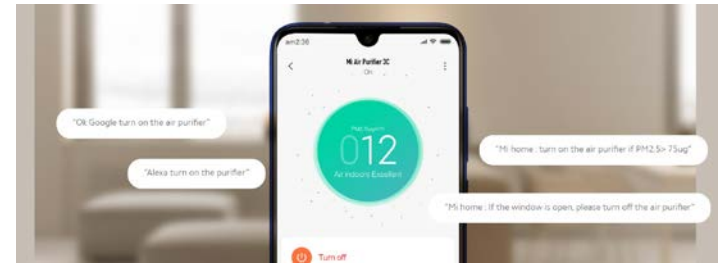 am2:36
Mi Air Purifier 3C
On
"Ok Google turn on the air purifier"
012
"Mi home : turn on the air purifier if PM2.5> 75ug"
Air indoors Excellent
"Alexa turn on the purifier"
"Mi home : If the window is open, please turn off the air purifier"
Turn off